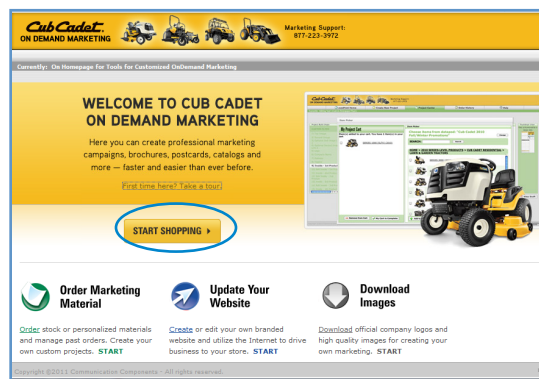 Cub Cadet.
ON DEMAND MARKETING
Marketing Support:
877-223-3972
Currently: On Homepage For Tools for Customized OnDemand Marketing
WELCOME TO CUB CADET
ON DEMAND MARKETING
Here you can create professional marketing
campaigns, brochures, postcards, catalogs and
more — faster and easier than ever before.
First time here? Take a tour.
START SHOPPING
My Project List
Order Marketing
Material
Order stock or personalized materials
and manage past orders. Create your
own custom projects. START
Update Your
Website
Create or edit your own branded
website and utilize the Internet to drive
business to your store. START
Download
Images
Download official company logos and
high quality images for creating your
own marketing. START
Copyright ©2011 Communication Components - All rights reserved.